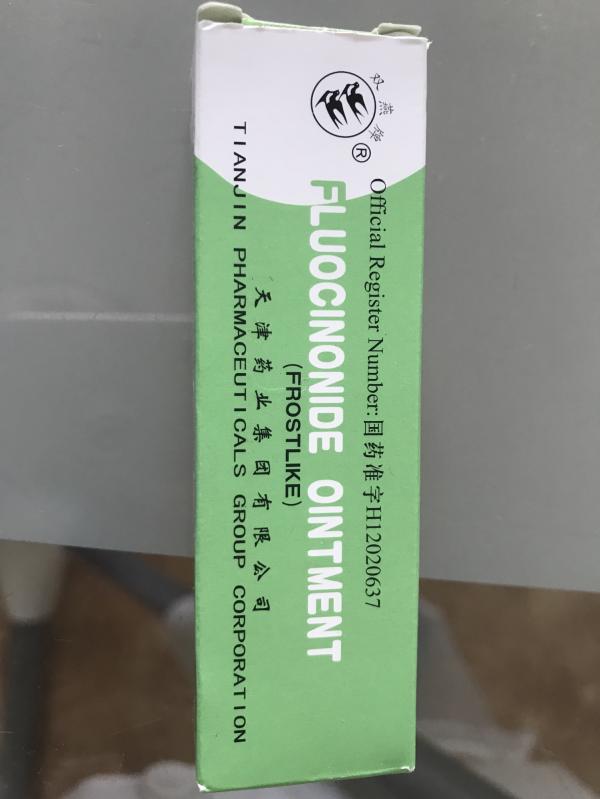 双燕牌
®
Official Register Number:国药准字H12020637
FLUOCINONIDE OINTMENT
(FROSTLIKE)
天津药业集团有限公司
TIANJIN PHARMACEUTICALS GROUP CORPORATION